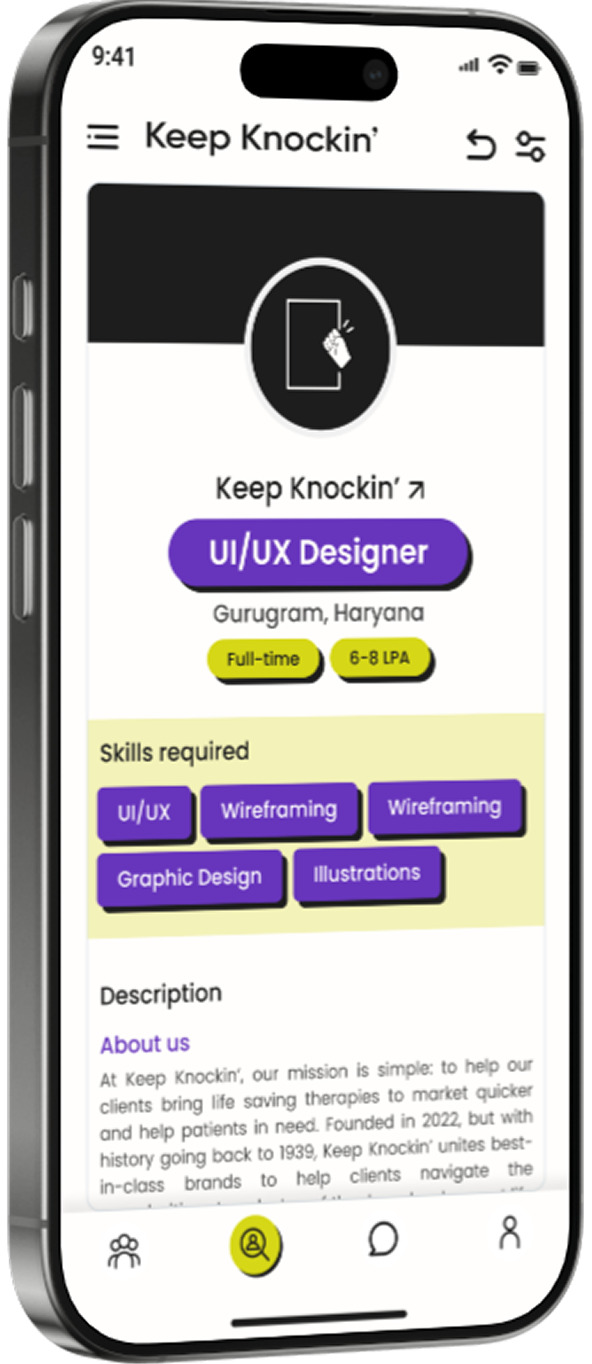 9:41
Keep Knockin’
Keep Knockin’
UI/UX Designer
Gurugram, Haryana
Full-time 6-8 LPA
Skills required
UI/UX Wireframing Wireframing
Graphic Design Illustrations
Description
About us
At Keep Knockin’, our mission is simple: to help our
clients bring life saving therapies to market quicker
and help patients in need. Founded in 2022, but with
history going back to 1939, Keep Knockin’ unites best-
in-class brands to help clients navigate the